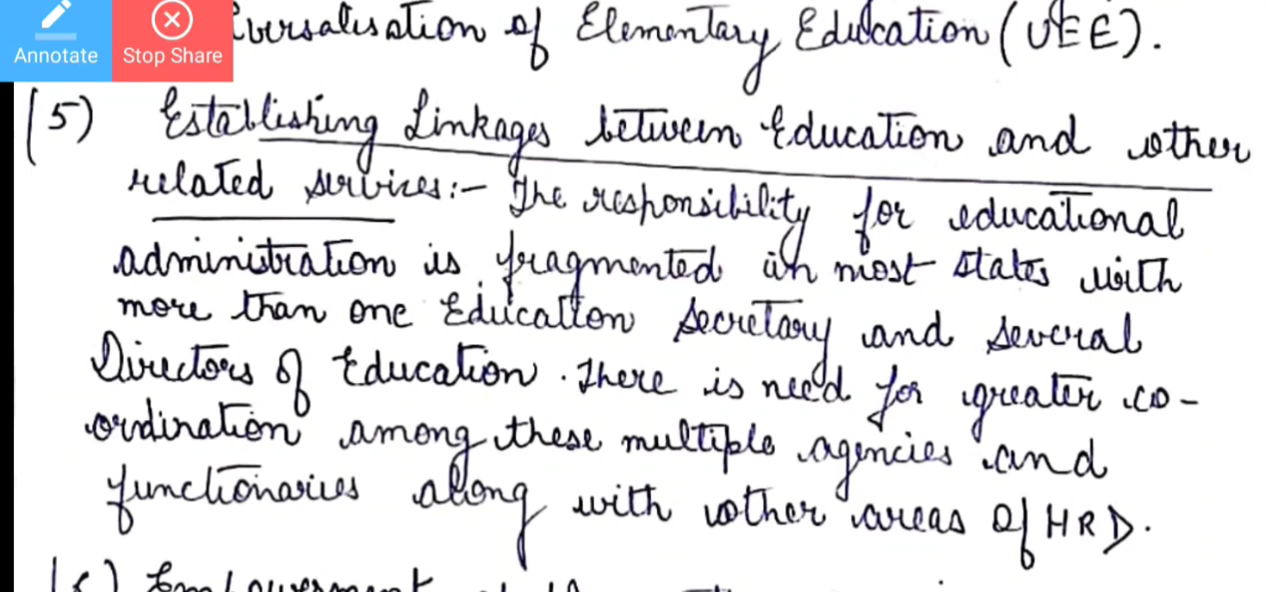 Annotate Stop Share
of Elementary Education (UEE).
(5) Establishing Linkages between Education and other
related services:- The responsibility for educational
administration is fragmented in most states with
more than one Education Secretary and several
Directors of Education. There is need for greater co-
ordination among these multiple agencies and
functionaries along with other areas of HRD.